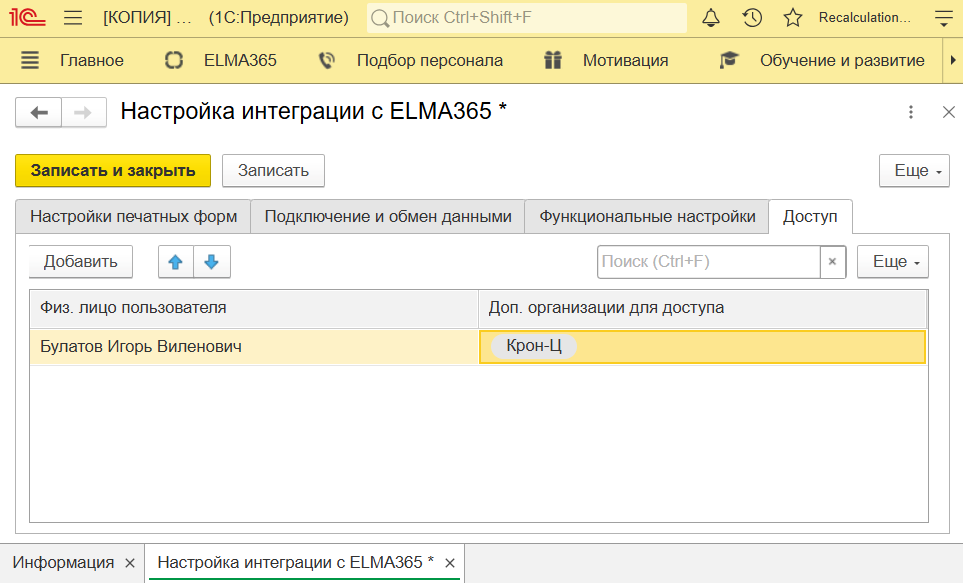 1С [КОПИЯ] ... (1С:Предприятие) Поиск Ctrl+Shift+F Recalculation...
Главное ELMA365 Подбор персонала Мотивация Обучение и развитие
Настройка интеграции с ELMA365 *
Записать и закрыть Записать Еще
Настройки печатных форм Подключение и обмен данными Функциональные настройки Доступ
Добавить Поиск (Ctrl+F) × Еще
Физ. лицо пользователя Доп. организации для доступа
Булатов Игорь Виленович Крон-Ц
Информация × Настройка интеграции с ELMA365 * ×